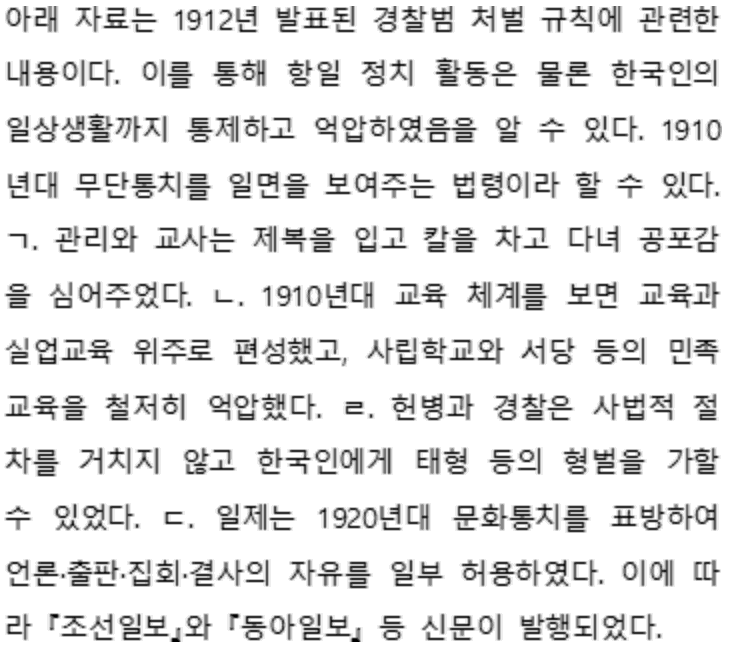 아래 자료는 1912년 발표된 경찰범 처벌 규칙에 관련한
내용이다. 이를 통해 항일 정치 활동은 물론 한국인의
일상생활까지 통제하고 억압하였음을 알 수 있다. 1910
년대 무단통치를 일면을 보여주는 법령이라 할 수 있다.
ㄱ. 관리와 교사는 제복을 입고 칼을 차고 다녀 공포감
을 심어주었다. ㄴ. 1910년대 교육 체계를 보면 교육과
실업교육 위주로 편성했고, 사립학교와 서당 등의 민족
교육을 철저히 억압했다. ㄹ. 헌병과 경찰은 사법적 절
차를 거치지 않고 한국인에게 태형 등의 형벌을 가할
수 있었다. ㄷ. 일제는 1920년대 문화통치를 표방하여
언론·출판·집회·결사의 자유를 일부 허용하였다. 이에 따
라 『조선일보』와 『동아일보』 등 신문이 발행되었다.